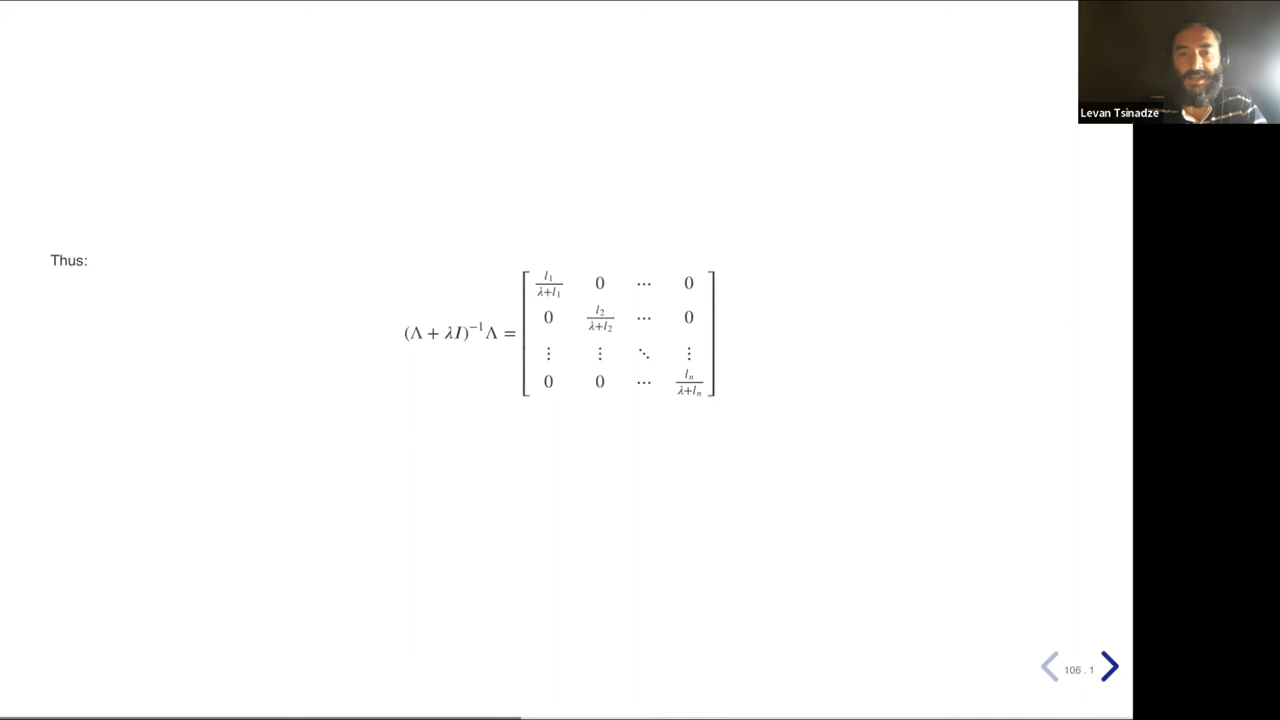 Levan Tsinadze
Thus:
(Λ + λI)⁻¹Λ =
l₁/(λ+l₁) 0 ⋯ 0
0 l₂/(λ+l₂) ⋯ 0
⋮ ⋮ ⋱ ⋮
0 0 ⋯ lₙ/(λ+lₙ)
106 . 1